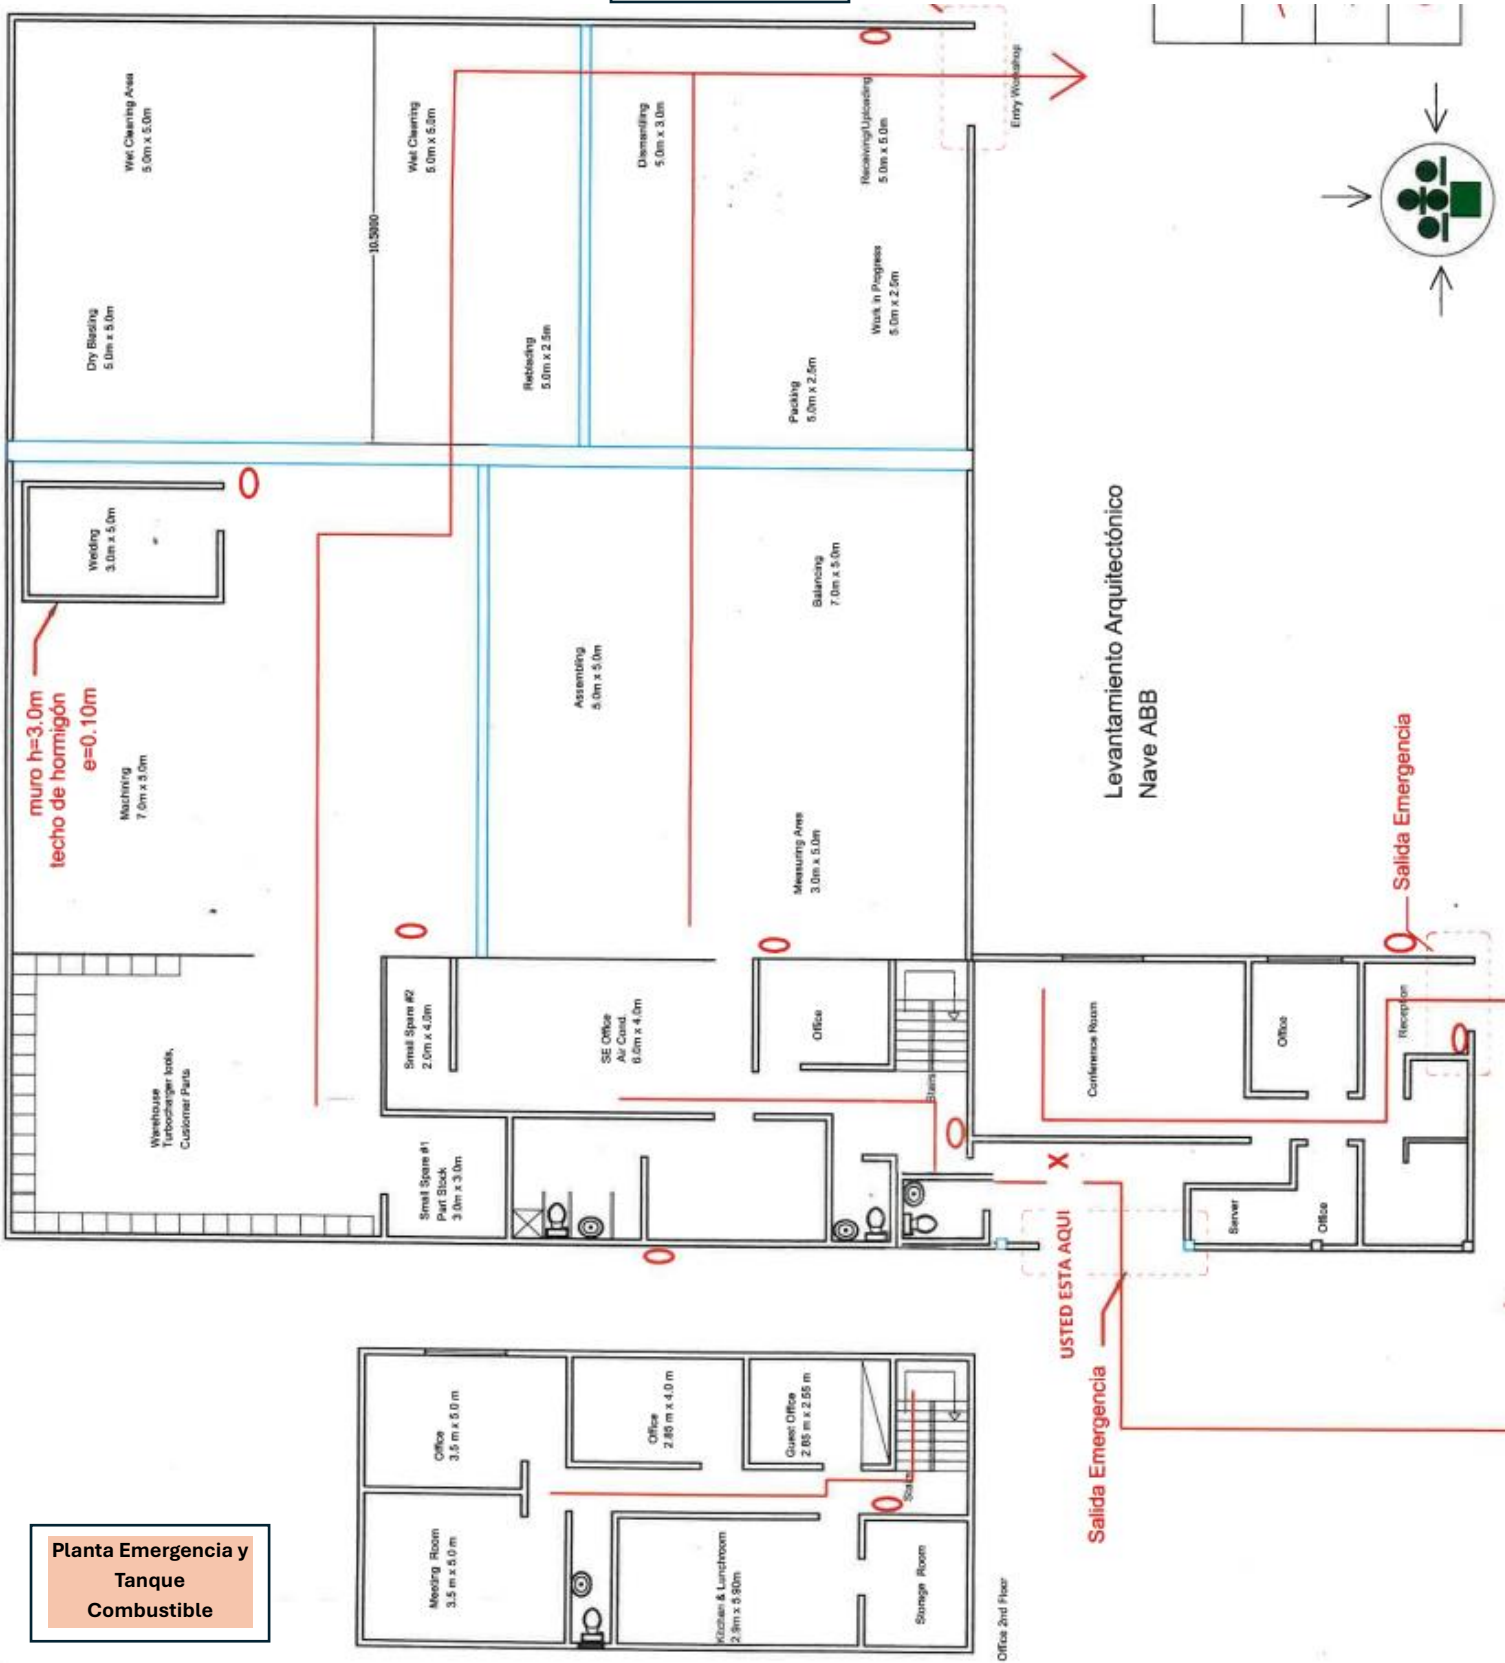 Wet Cleaning Area
5.0m x 5.0m
Wet Cleaning
5.0m x 5.0m
Dismantling
5.0m x 3.0m
Receiving/Uploading
5.0m x 5.0m
Entry Workshop
10.5000
Dry Blasting
5.0m x 5.0m
Reblading
5.0m x 2.5m
Packing
5.0m x 2.5m
Work in Progress
5.0m x 2.5m
Welding
3.0m x 5.0m
muro h=3.0m
techo de hormigón
e=0.10m
Machining
7.0m x 5.0m
Assembling
5.0m x 5.0m
Balancing
7.0m x 5.0m
Measuring Area
3.0m x 5.0m
Levantamiento Arquitectónico
Nave ABB
Salida Emergencia
Warehouse
Turbocharger tools,
Customer Parts
Small Spare #2
2.0m x 4.0m
SE Office
Air Cond.
6.0m x 4.0m
Office
Stairs
Conference Room
Office
Reception
Small Spare #1
Part Stock
3.0m x 3.0m
X
USTED ESTA AQUI
Server
Office
Salida Emergencia
Office
3.5 m x 5.0 m
Office
2.85 m x 4.0 m
Guest Office
2.85 m x 2.55 m
Stairs
Meeting Room
3.5 m x 5.0 m
Kitchen & Lunchroom
2.9m x 5.90m
Storage Room
Office 2nd Floor
Planta Emergencia y
Tanque
Combustible